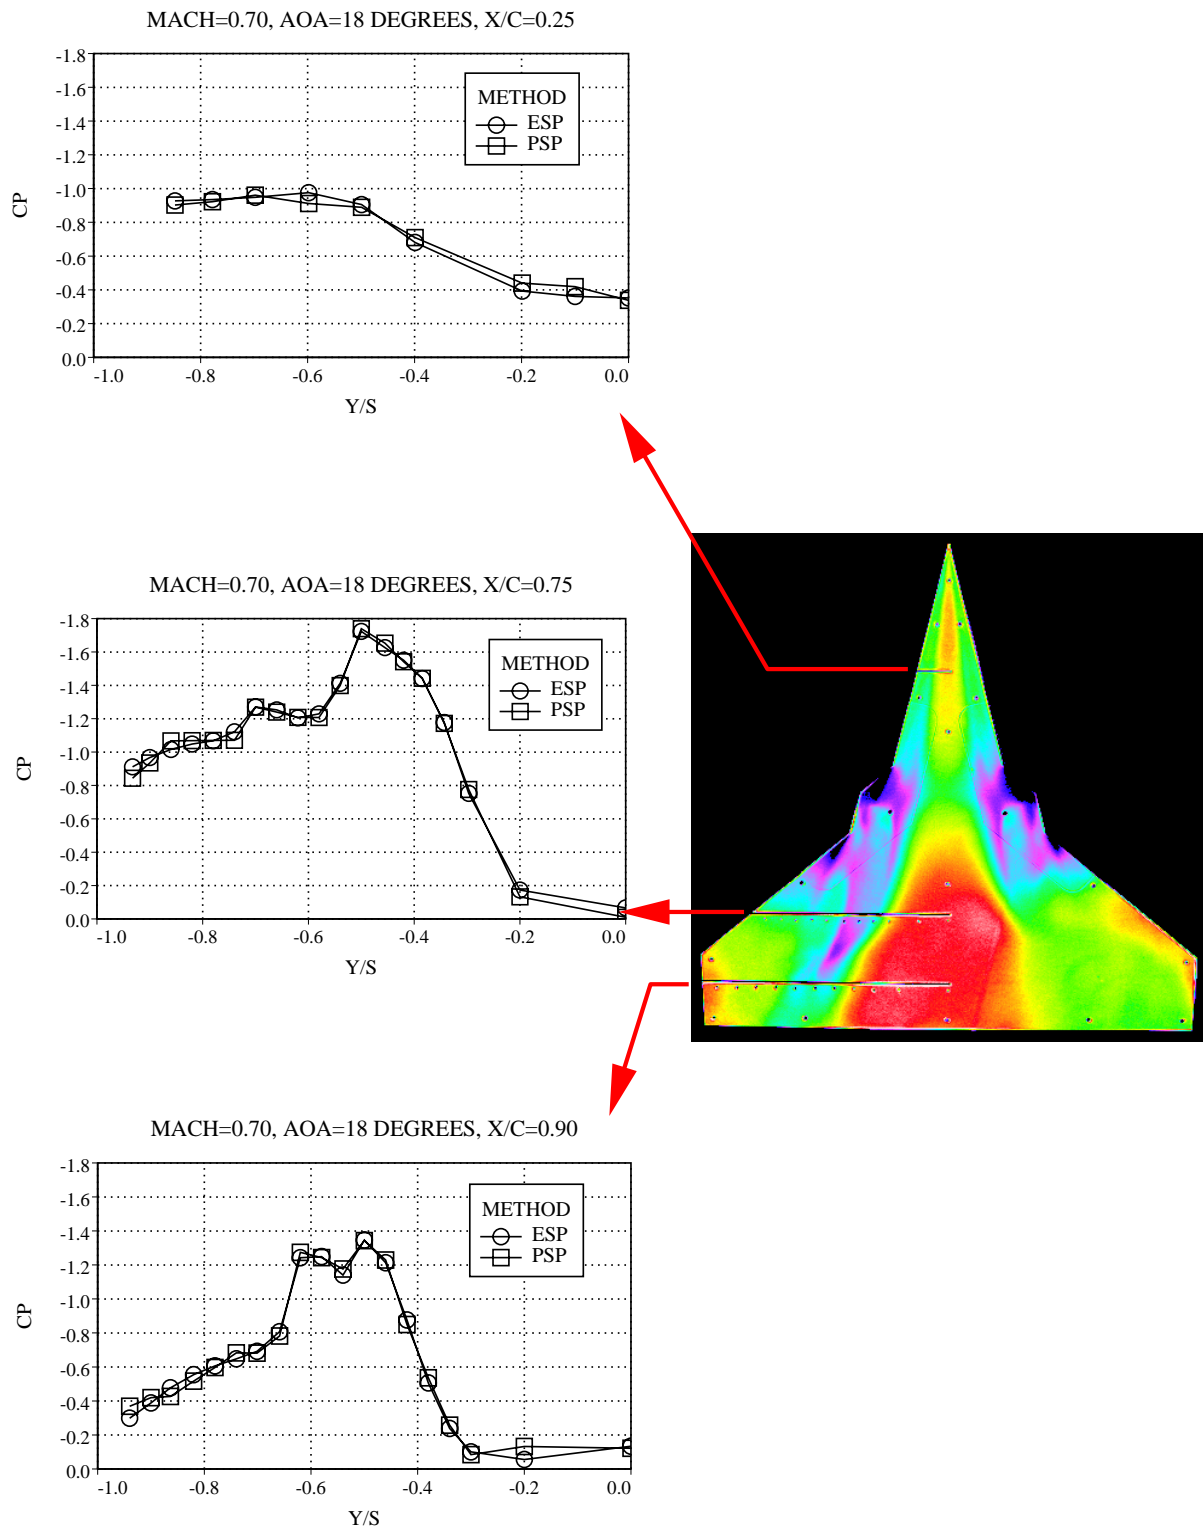 MACH=0.70, AOA=18 DEGREES, X/C=0.25
-1.8
-1.6
-1.4
-1.2
-1.0
-0.8
-0.6
-0.4
-0.2
0.0
CP
METHOD
ESP
PSP
-1.0 -0.8 -0.6 -0.4 -0.2 0.0
Y/S
MACH=0.70, AOA=18 DEGREES, X/C=0.75
-1.8
-1.6
-1.4
-1.2
-1.0
-0.8
-0.6
-0.4
-0.2
0.0
CP
METHOD
ESP
PSP
-1.0 -0.8 -0.6 -0.4 -0.2 0.0
Y/S
MACH=0.70, AOA=18 DEGREES, X/C=0.90
-1.8
-1.6
-1.4
-1.2
-1.0
-0.8
-0.6
-0.4
-0.2
0.0
CP
METHOD
ESP
PSP
-1.0 -0.8 -0.6 -0.4 -0.2 0.0
Y/S